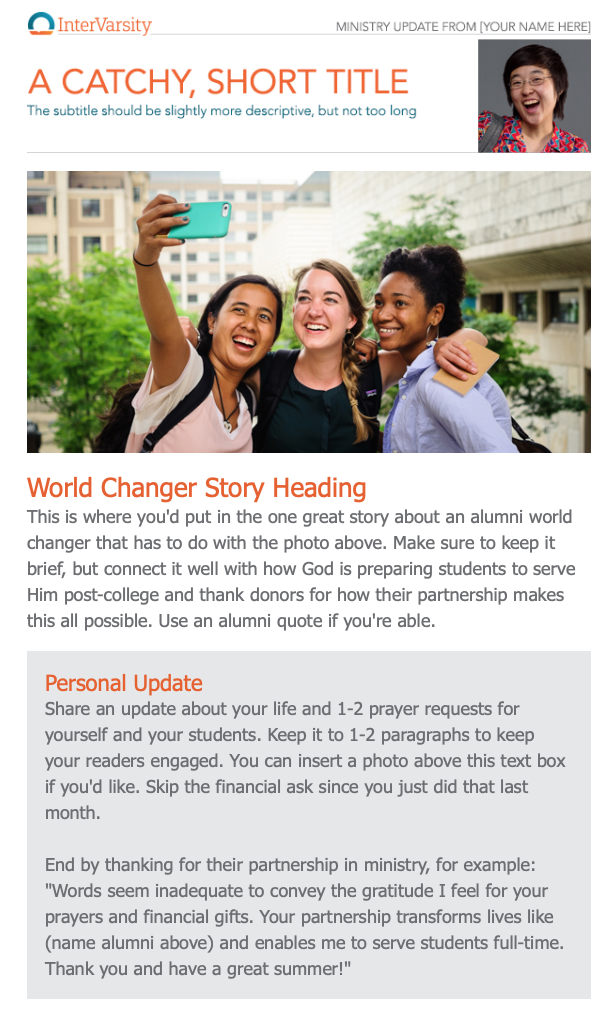 InterVarsity
MINISTRY UPDATE FROM [YOUR NAME HERE]
A CATCHY, SHORT TITLE
The subtitle should be slightly more descriptive, but not too long
World Changer Story Heading
This is where you'd put in the one great story about an alumni world
changer that has to do with the photo above. Make sure to keep it
brief, but connect it well with how God is preparing students to serve
Him post-college and thank donors for how their partnership makes
this all possible. Use an alumni quote if you're able.
Personal Update
Share an update about your life and 1-2 prayer requests for
yourself and your students. Keep it to 1-2 paragraphs to keep
your readers engaged. You can insert a photo above this text box
if you'd like. Skip the financial ask since you just did that last
month.
End by thanking for their partnership in ministry, for example:
"Words seem inadequate to convey the gratitude I feel for your
prayers and financial gifts. Your partnership transforms lives like
(name alumni above) and enables me to serve students full-time.
Thank you and have a great summer!"